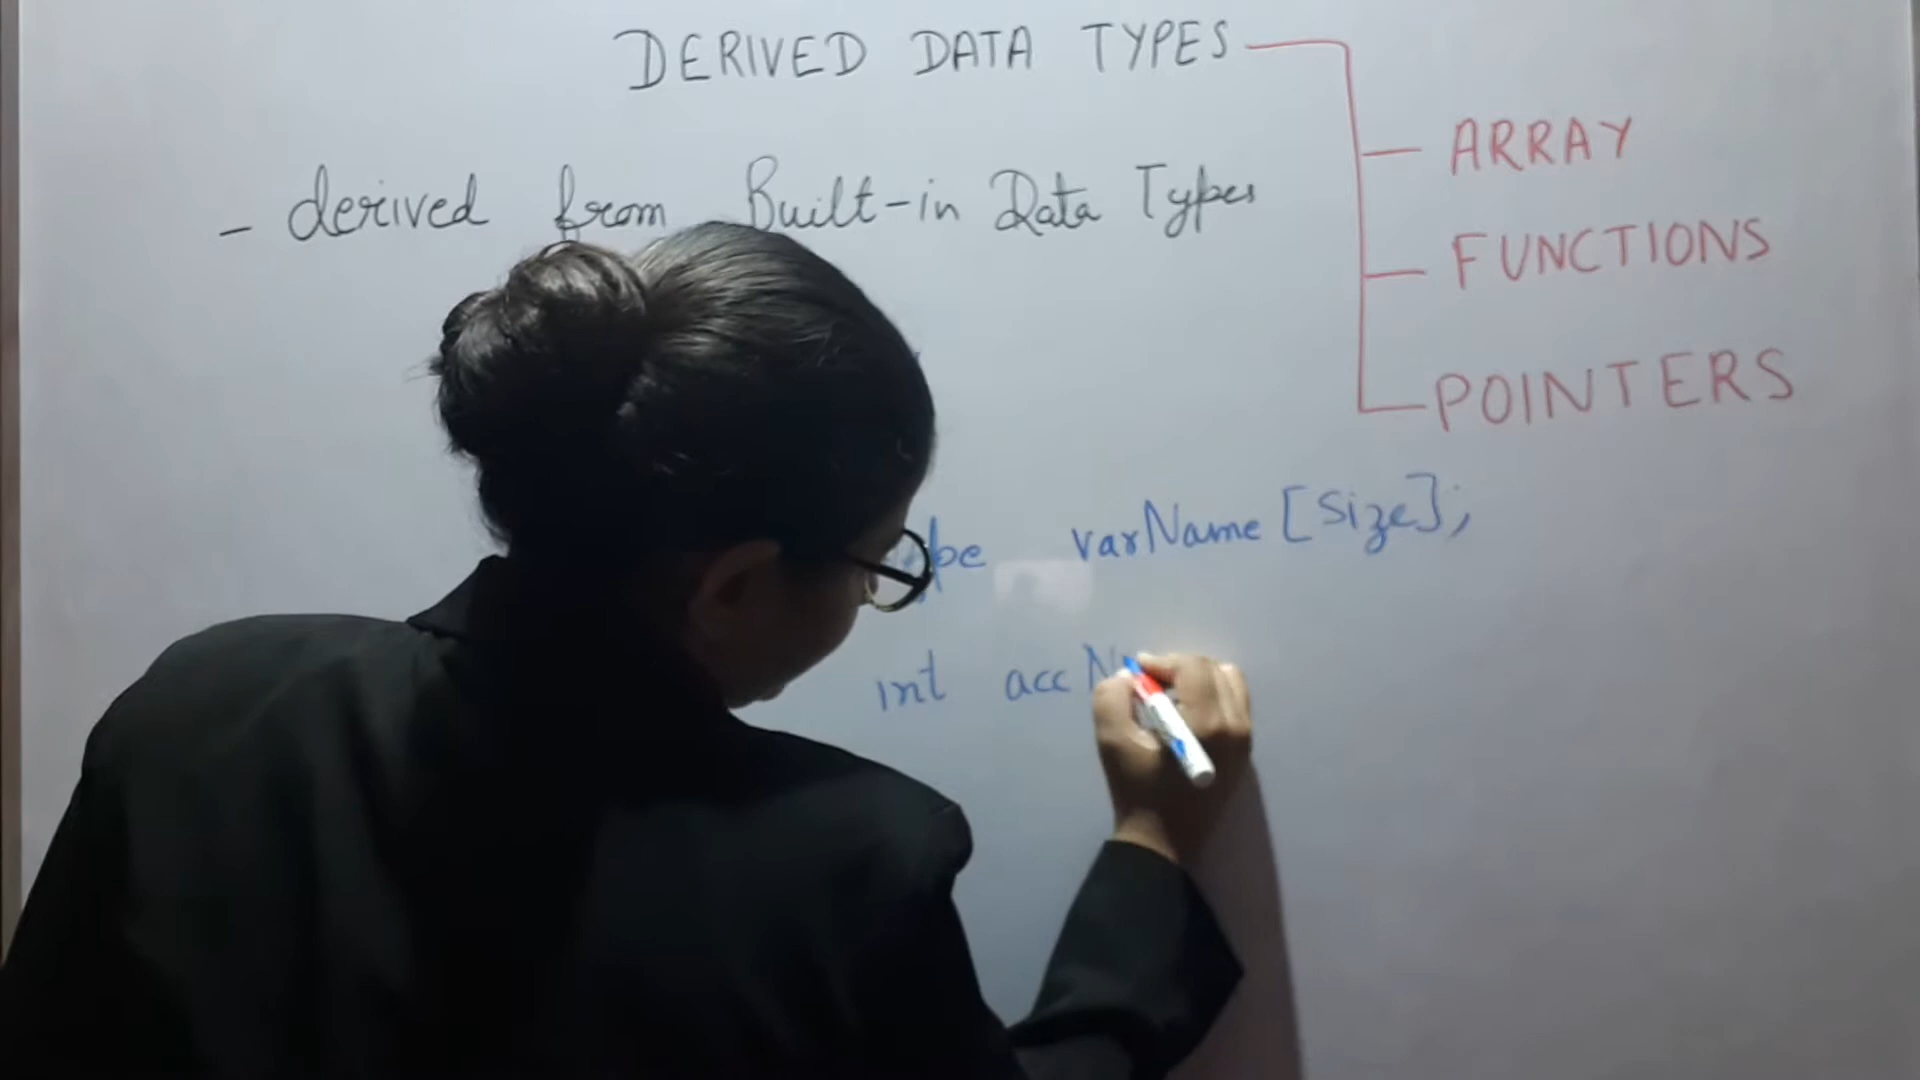 DERIVED DATA TYPES
ARRAY
- derived from Built-in Data Types
FUNCTIONS
POINTERS
varName [Size];
int acc